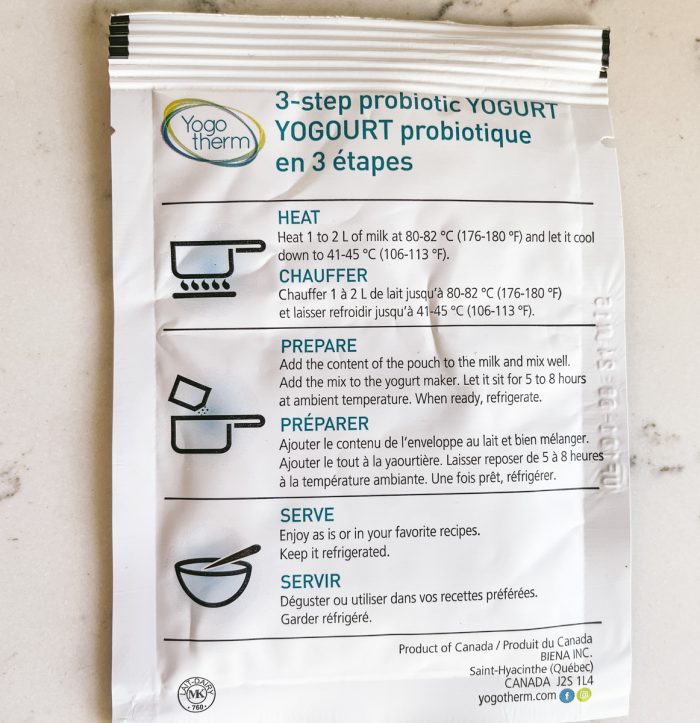 3-step probiotic YOGURT
Yogo
therm
YOGOURT probiotique
en 3 étapes
HEAT
Heat 1 to 2 L of milk at 80-82 °C (176-180 °F) and let it cool
down to 41-45 °C (106-113 °F).
CHAUFFER
Chauffer 1 à 2 L de lait jusqu'à 80-82 °C (176-180 °F)
et laisser refroidir jusqu'à 41-45 °C (106-113 °F).
PREPARE
Add the content of the pouch to the milk and mix well.
Add the mix to the yogurt maker. Let it sit for 5 to 8 hours
at ambient temperature. When ready, refrigerate.
PRÉPARER
Ajouter le contenu de l'enveloppe au lait et bien mélanger.
Ajouter le tout à la yaourtière. Laisser reposer de 5 à 8 heures
à la température ambiante. Une fois prêt, réfrigérer.
SERVE
Enjoy as is or in your favorite recipes.
Keep it refrigerated.
SERVIR
Déguster ou utiliser dans vos recettes préférées.
Garder réfrigéré.
Product of Canada / Produit du Canada
BIENA INC.
Saint-Hyacinthe (Québec)
CANADA J2S 1L4
yogotherm.com
LAIT-DAIRY
MK
760